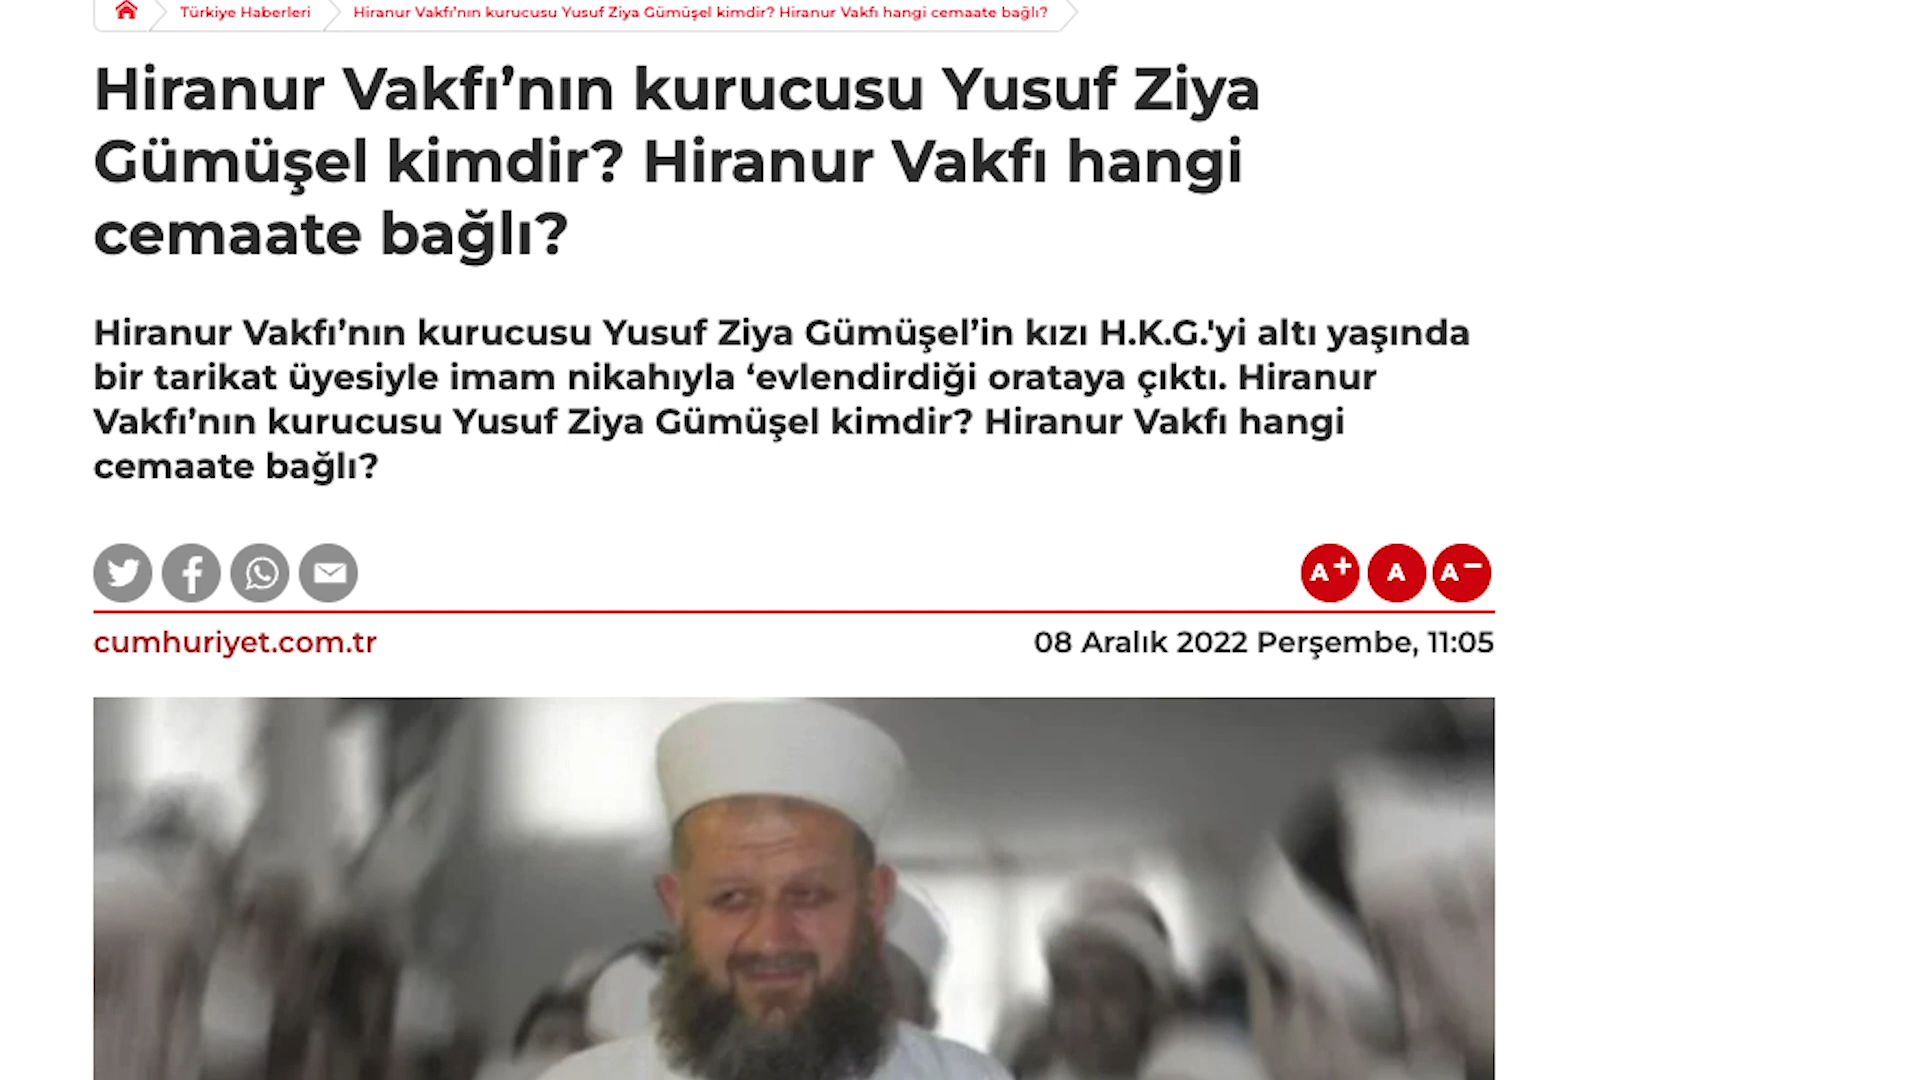 Türkiye Haberleri
Hiranur Vakfı'nın kurucusu Yusuf Ziya Gümüşel kimdir? Hiranur Vakfı hangi cemaate bağlı?
Hiranur Vakfı’nın kurucusu Yusuf Ziya
Gümüşel kimdir? Hiranur Vakfı hangi
cemaate bağlı?
Hiranur Vakfı’nın kurucusu Yusuf Ziya Gümüşel’in kızı H.K.G.'yi altı yaşında
bir tarikat üyesiyle imam nikahıyla ‘evlendirdiği orataya çıktı. Hiranur
Vakfı’nın kurucusu Yusuf Ziya Gümüşel kimdir? Hiranur Vakfı hangi
cemaate bağlı?
A+ A A−
cumhuriyet.com.tr
08 Aralık 2022 Perşembe, 11:05